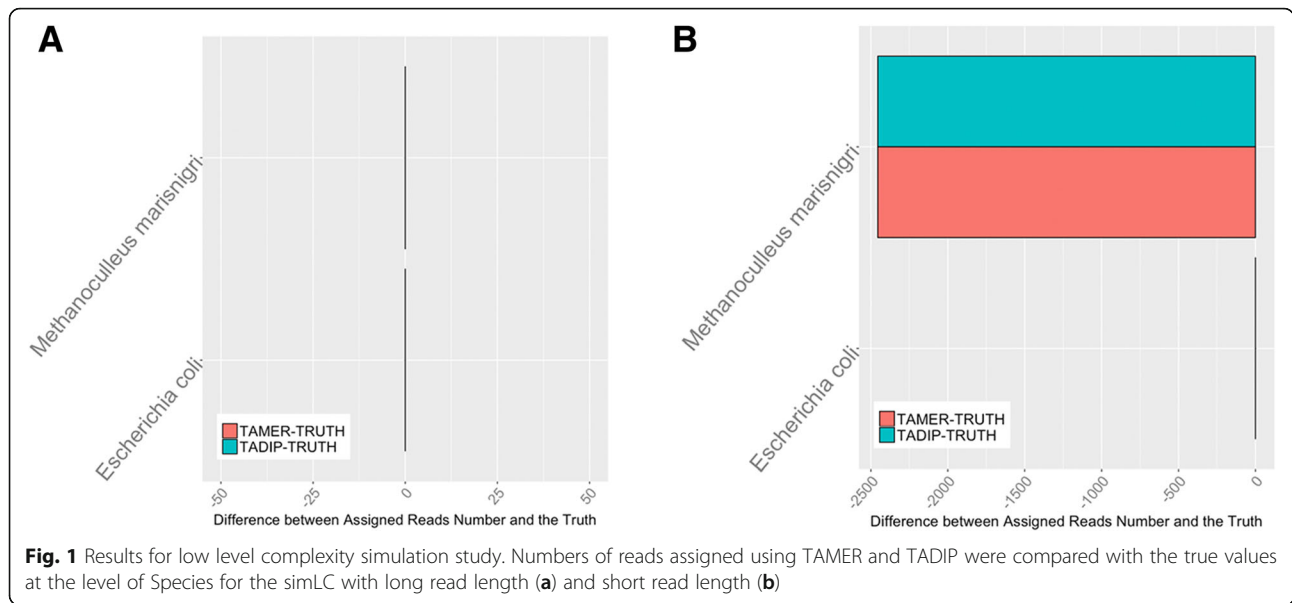 A
Methanoculleus marisnigri
Escherichia coli
TAMER-TRUTH
TADIP-TRUTH
-50
-25
0
25
50
Difference between Assigned Reads Number and the Truth
B
Methanoculleus marisnigri
Escherichia coli
TAMER-TRUTH
TADIP-TRUTH
-2500
-2000
-1500
-1000
-500
0
Difference between Assigned Reads Number and the Truth
Fig. 1 Results for low level complexity simulation study. Numbers of reads assigned using TAMER and TADIP were compared with the true values
at the level of Species for the simLC with long read length (a) and short read length (b)